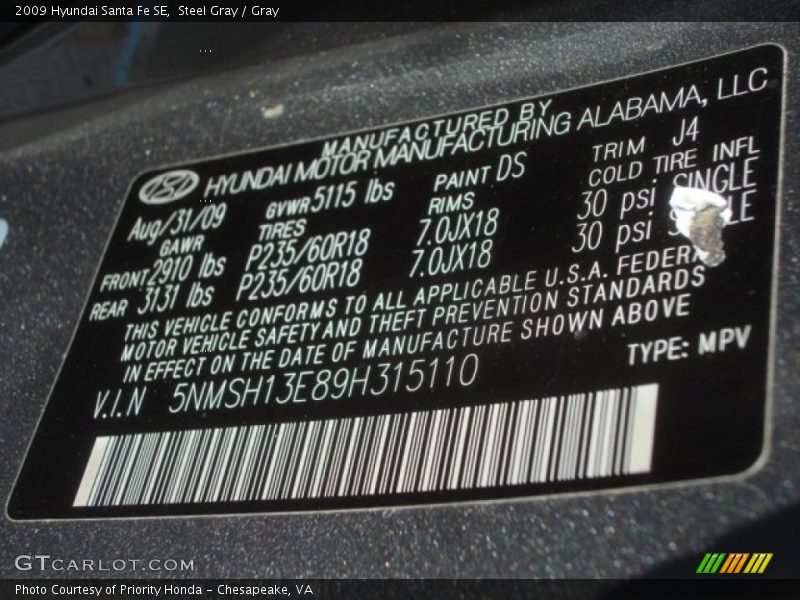 2009 Hyundai Santa Fe SE, Steel Gray / Gray
MANUFACTURED BY
HYUNDAI MOTOR MANUFACTURING ALABAMA, LLC
Aug/31/09 GVWR 5115 lbs PAINT DS TRIM J4
GAWR TIRES RIMS COLD TIRE INFL
FRONT 2910 lbs P235/60R18 7.0JX18 30 psi SINGLE
REAR 3131 lbs P235/60R18 7.0JX18 30 psi
THIS VEHICLE CONFORMS TO ALL APPLICABLE U.S.A. FEDERA
MOTOR VEHICLE SAFETY AND THEFT PREVENTION STANDARDS
IN EFFECT ON THE DATE OF MANUFACTURE SHOWN ABOVE
V.I.N 5NMSH13E89H315110 TYPE: MPV
GTCARLOT.COM
Photo Courtesy of Priority Honda - Chesapeake, VA